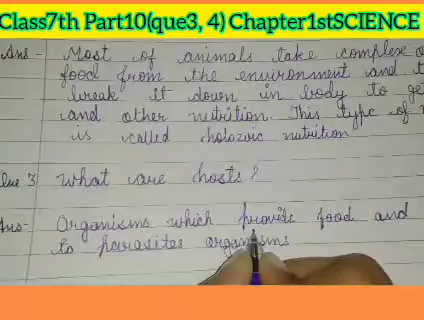 Class7th Part10(que3, 4) Chapter1stSCIENCE
Ans - Most of animals take complex
food from the environment and
break it down in body to
and other nutrition. This type of
is called holozoic nutrition
Que 3 What are hosts?
Ans- Organisms which provide food and
to parasites organisms